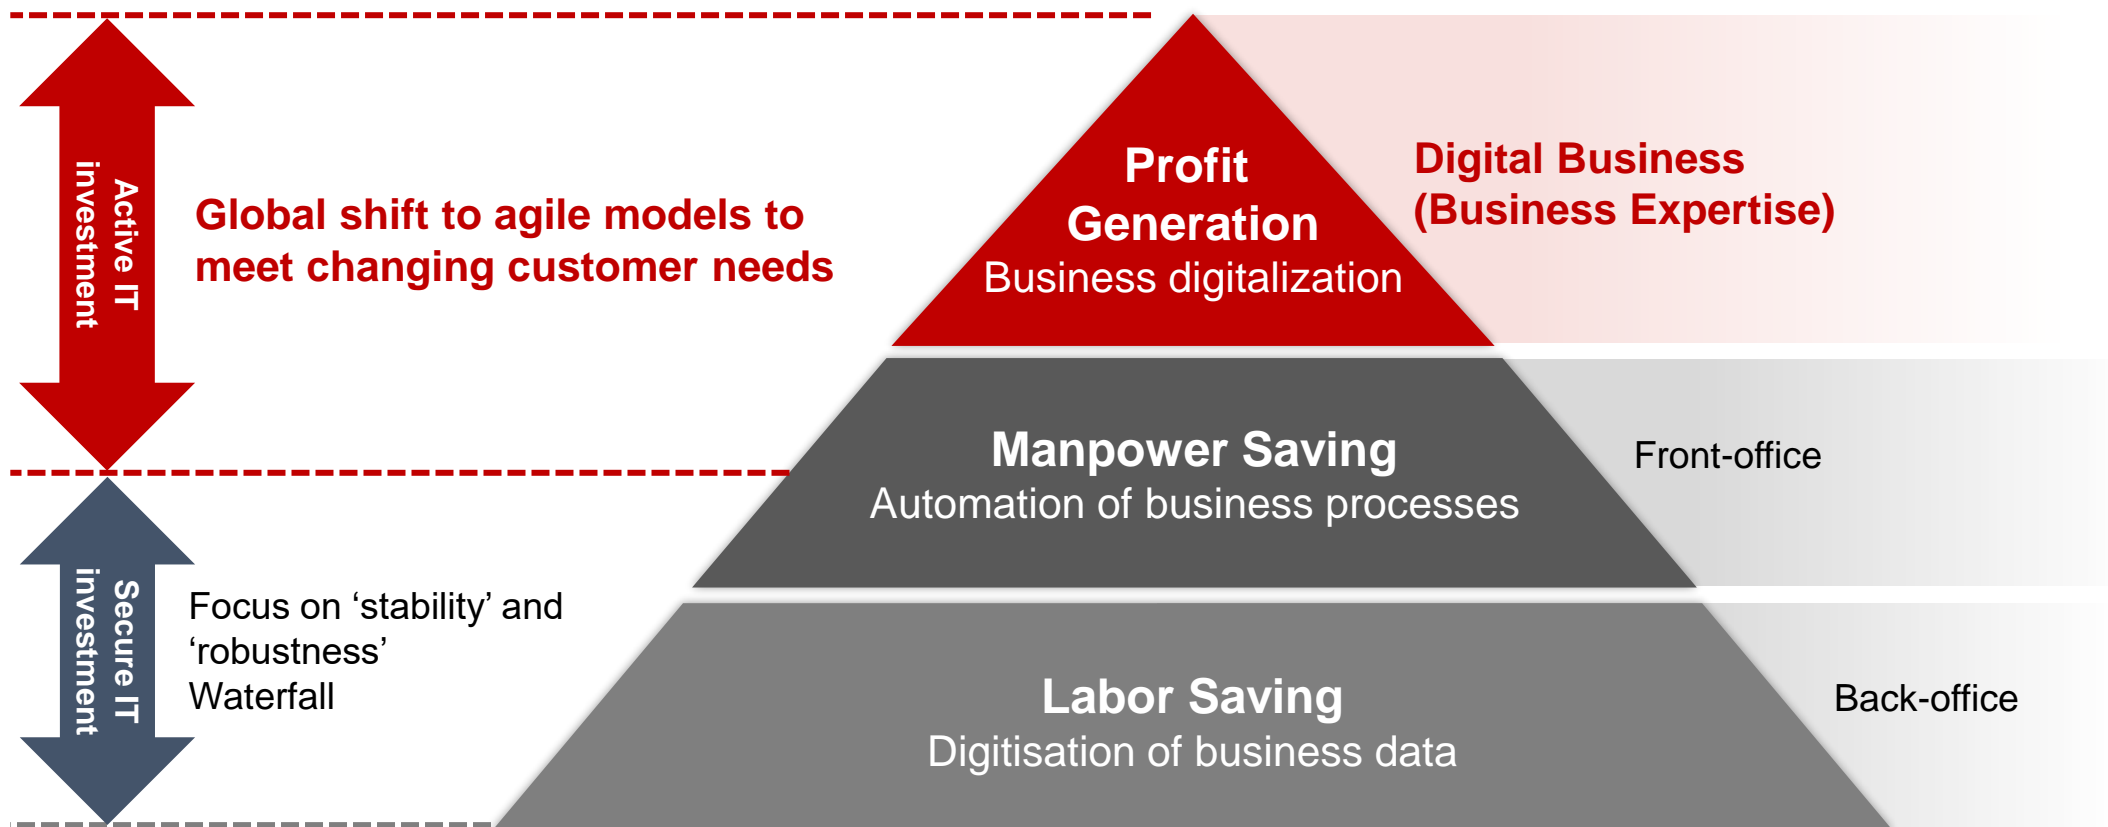 Active IT
investment
Global shift to agile models to
meet changing customer needs
Profit
Generation
Business digitalization
Digital Business
(Business Expertise)
Manpower Saving
Automation of business processes
Front-office
Secure IT
investment
Focus on ‘stability’ and
‘robustness’
Waterfall
Labor Saving
Digitisation of business data
Back-office